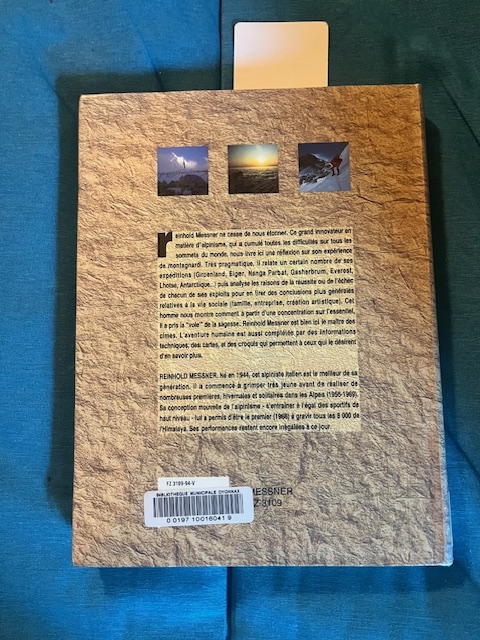 reinhold Messner ne cesse de nous étonner. Ce grand innovateur en
matière d'alpinisme, qui a cumulé toutes les difficultés sur tous les
sommets du monde, nous livre ici une réflexion sur son expérience
de montagnard. Très pragmatique, il relate un certain nombre de ses
expéditions (Groenland, Eiger, Nanga Parbat, Gasherbrum, Everest,
Lhotse, Antarctique...) puis analyse les raisons de la réussite ou de l'échec
de chacun de ses exploits pour en tirer des conclusions plus générales
relatives à la vie sociale (famille, entreprise, création artistique). Cet
homme nous montre comment à partir d'une concentration sur l'essentiel,
il a pris la "voie" de la sagesse. Reinhold Messner est bien ici le maître des
cimes. L'aventure humaine est aussi complétée par des informations
techniques, des cartes, et des croquis qui permettent à ceux qui le désirent
d'en savoir plus.
REINHOLD MESSNER. Né en 1944, cet alpiniste italien est le meilleur de sa
génération. Il a commencé à grimper très jeune avant de réaliser de
nombreuses premières, hivernales et solitaires dans les Alpes (1956-1969).
Sa conception nouvelle de l'alpinisme - s'entraîner à l'égal des sportifs de
haut niveau - lui a permis d'être le premier (1986) à gravir tous les 8 000 de
l'Himalaya. Ses performances restent encore inégalées à ce jour.
FZ 3109-94-V
BIBLIOTHEQUE MUNICIPALE OYONNAX
0 0197 10016041 9
MESSNER
Z 3109